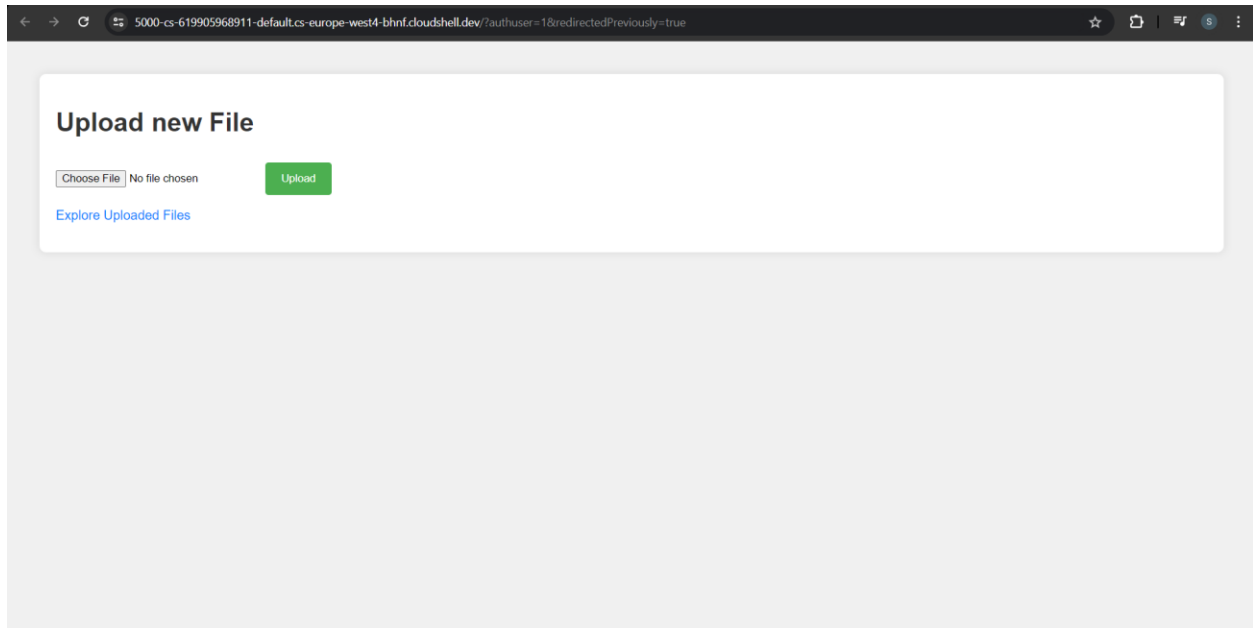 5000-cs-619905968911-default.cs-europe-west4-bhnf.cloudshell.dev/?authuser=1&redirectedPreviously=true
S
Upload new File
Choose File No file chosen Upload
Explore Uploaded Files